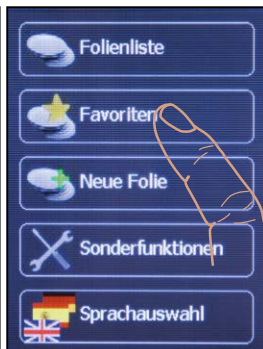 Folienliste
Favoriten
Neue Folie
Sonderfunktionen
Sprachauswahl